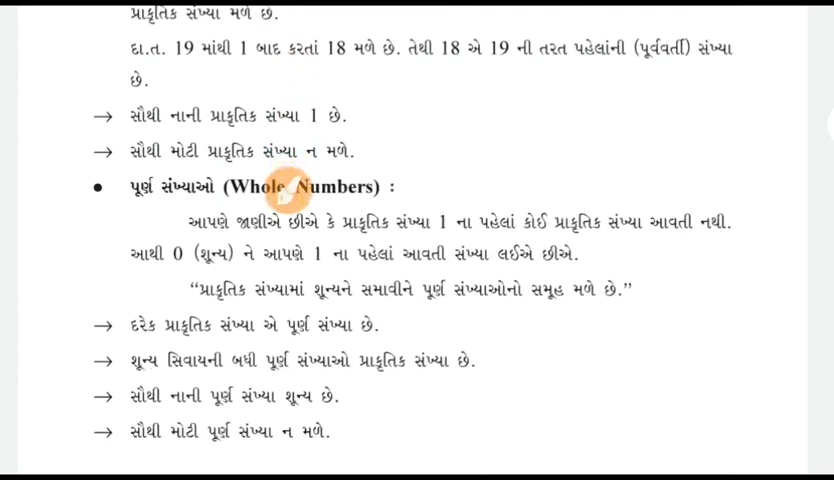 પ્રાકૃતિક સંખ્યા મળે છે.
દા.ત. 19 માંથી 1 બાદ કરતાં 18 મળે છે. તેથી 18 એ 19 ની તરત પહેલાંની (પૂર્વવર્તી) સંખ્યા
છે.
→ સૌથી નાની પ્રાકૃતિક સંખ્યા 1 છે.
→ સૌથી મોટી પ્રાકૃતિક સંખ્યા ન મળે.
• પૂર્ણ સંખ્યાઓ (Whole Numbers) :
આપણે જાણીએ છીએ કે પ્રાકૃતિક સંખ્યા 1 ના પહેલાં કોઈ પ્રાકૃતિક સંખ્યા આવતી નથી.
આથી 0 (શૂન્ય) ને આપણે 1 ના પહેલાં આવતી સંખ્યા લઈએ છીએ.
“પ્રાકૃતિક સંખ્યામાં શૂન્યને સમાવીને પૂર્ણ સંખ્યાઓનો સમૂહ મળે છે.”
→ દરેક પ્રાકૃતિક સંખ્યા એ પૂર્ણ સંખ્યા છે.
→ શૂન્ય સિવાયની બધી પૂર્ણ સંખ્યાઓ પ્રાકૃતિક સંખ્યા છે.
→ સૌથી નાની પૂર્ણ સંખ્યા શૂન્ય છે.
→ સૌથી મોટી પૂર્ણ સંખ્યા ન મળે.